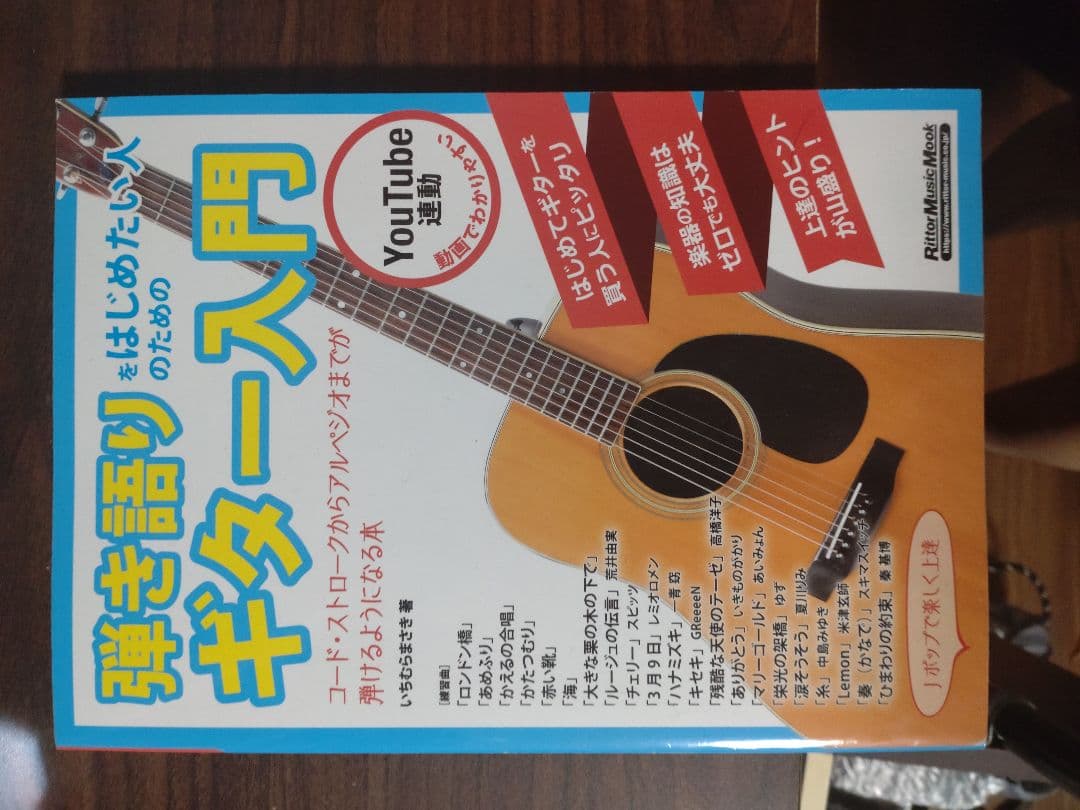 弾き語りをはじめたい人
のための
ギター入門
コード・ストロークからアルペジオまでが
弾けるようになる本
いちむらまさき 著
YouTube
連動
動画でわかりやすい
はじめてギターを
買う人にピッタリ
楽器の知識は
ゼロでも大丈夫
上達のヒント
が山盛り!
[練習曲]
「ロンドン橋」
「あめふり」
「かえるの合唱」
「かたつむり」
「赤い靴」
「海」
「大きな栗の木の下で」
「ルージュの伝言」荒井由実
「チェリー」スピッツ
「3月9日」レミオロメン
「ハナミズキ」一青 窈
「キセキ」GReeeeN
「残酷な天使のテーゼ」高橋洋子
「ありがとう」いきものがかり
「マリーゴールド」あいみょん
「栄光の架橋」ゆず
「涙そうそう」夏川りみ
「糸」中島みゆき
「Lemon」米津玄師
「奏(かなで)」スキマスイッチ
「ひまわりの約束」秦 基博
Jポップで楽しく上達
RittorMusicMook
https://www.rittor-music.co.jp/